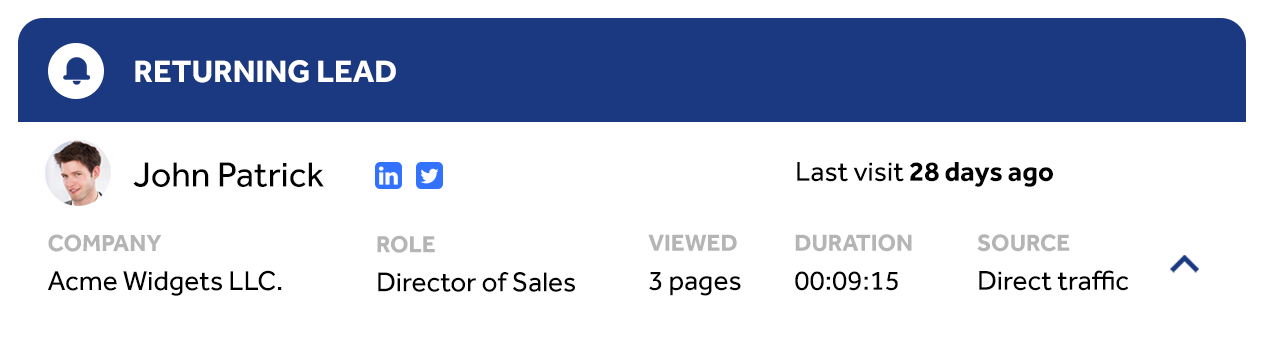 RETURNING LEAD
John Patrick
in
Last visit 28 days ago
COMPANY ROLE VIEWED DURATION SOURCE
Acme Widgets LLC. Director of Sales 3 pages 00:09:15 Direct traffic